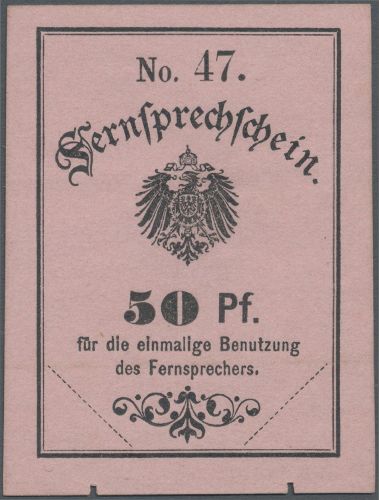 No. 47.
Fernsprechschein.
50 Pf.
für die einmalige Benutzung
des Fernsprechers.